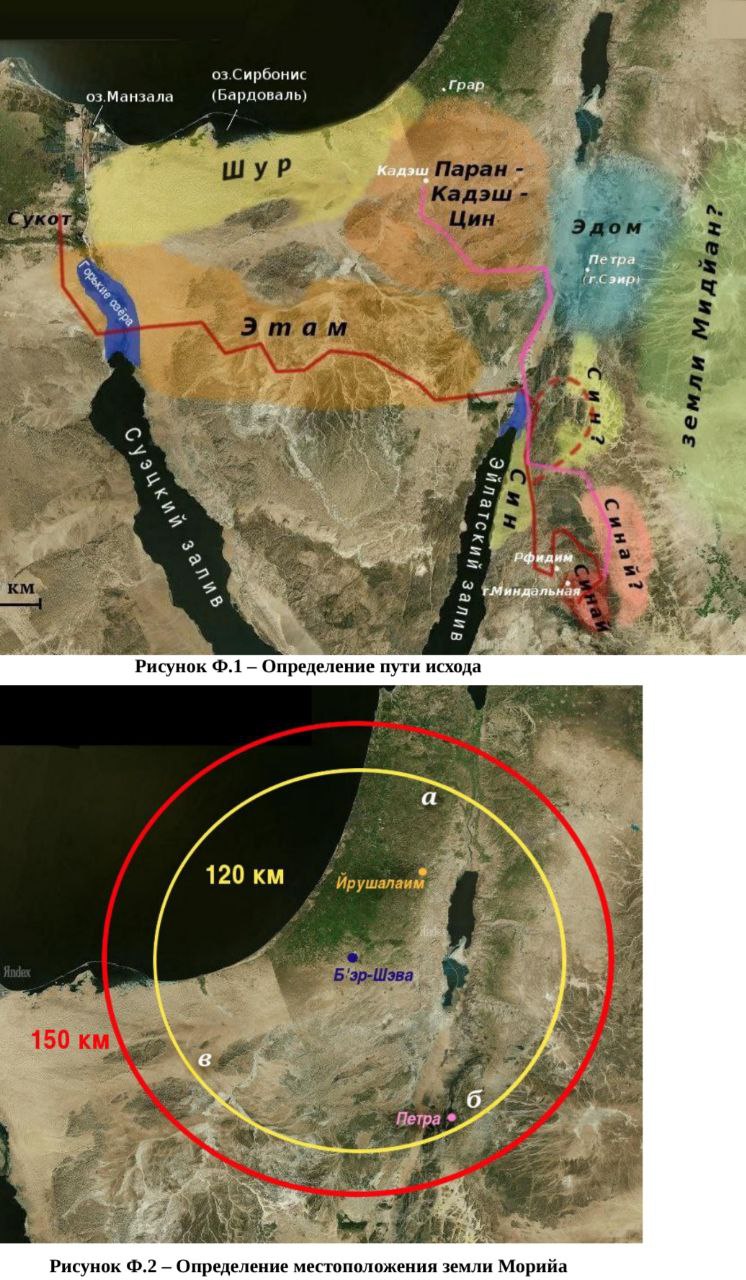 оз.Сирбонис
(Бардоваль)
оз.Манзала
Грар
Шур
Кадэш
Паран -
Кадэш -
Цин
Сукот
Эдом
Петра
(г.Сэир)
земли Мидйан?
Горькие озёра
Этам
Син?
Суэцкий залив
Эйлатский залив
Син
Синай?
Рфидим
г.Миндальная
Синай
км
Рисунок Ф.1 – Определение пути исхода
а
120 км
Йрушалаим
Яndex
Яndex
Б'эр-Шэва
150 км
в
б
Петра
Рисунок Ф.2 – Определение местоположения земли Морийа